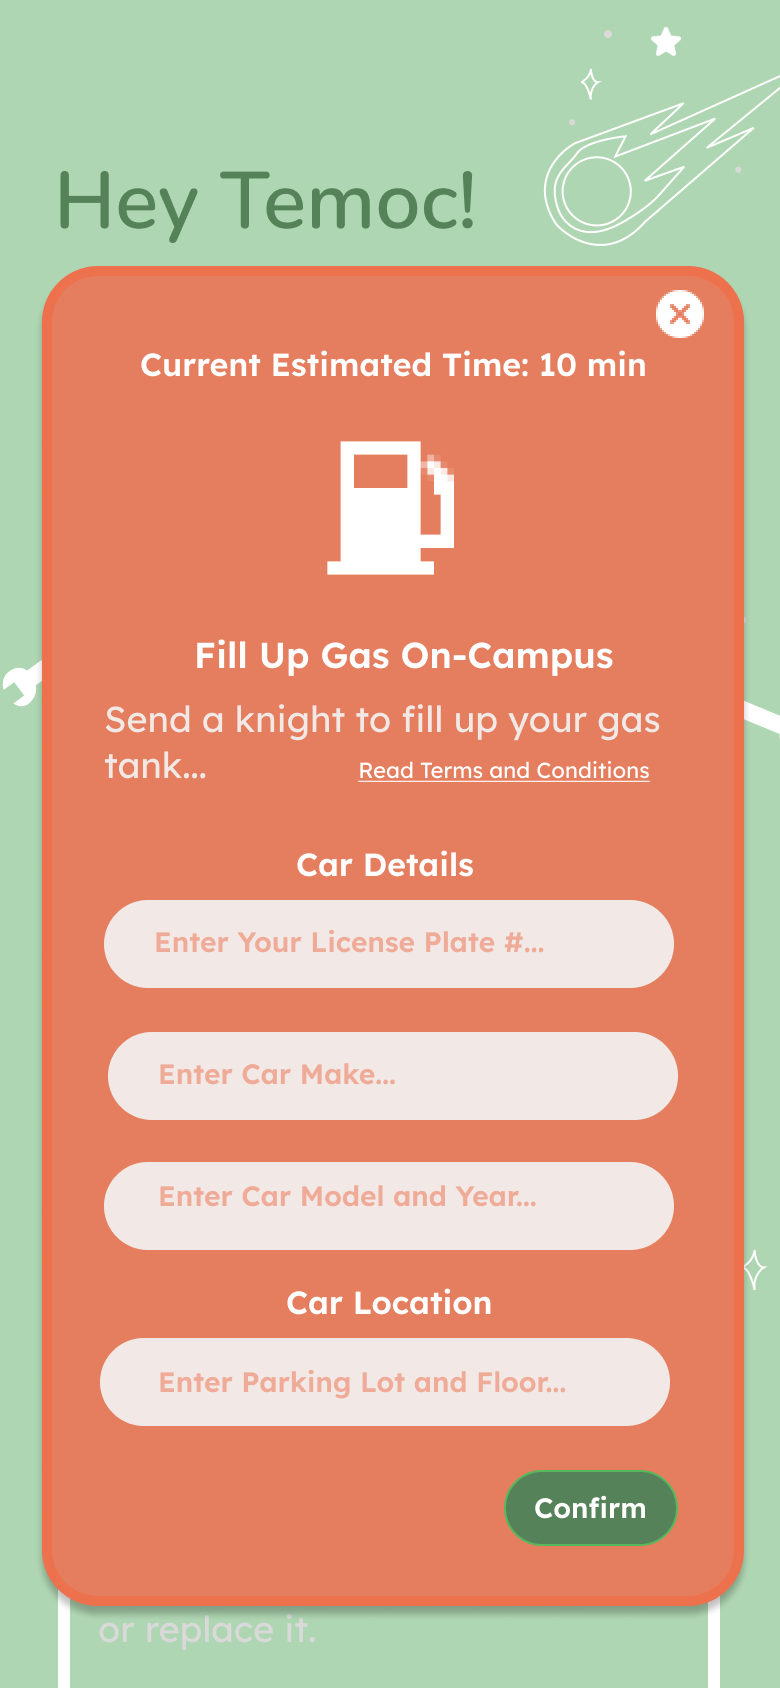 Hey Temoc!
Current Estimated Time: 10 min
Fill Up Gas On-Campus
Send a knight to fill up your gas
tank...
Read Terms and Conditions
Car Details
Enter Your License Plate #...
Enter Car Make...
Enter Car Model and Year...
Car Location
Enter Parking Lot and Floor...
Confirm
or replace it.